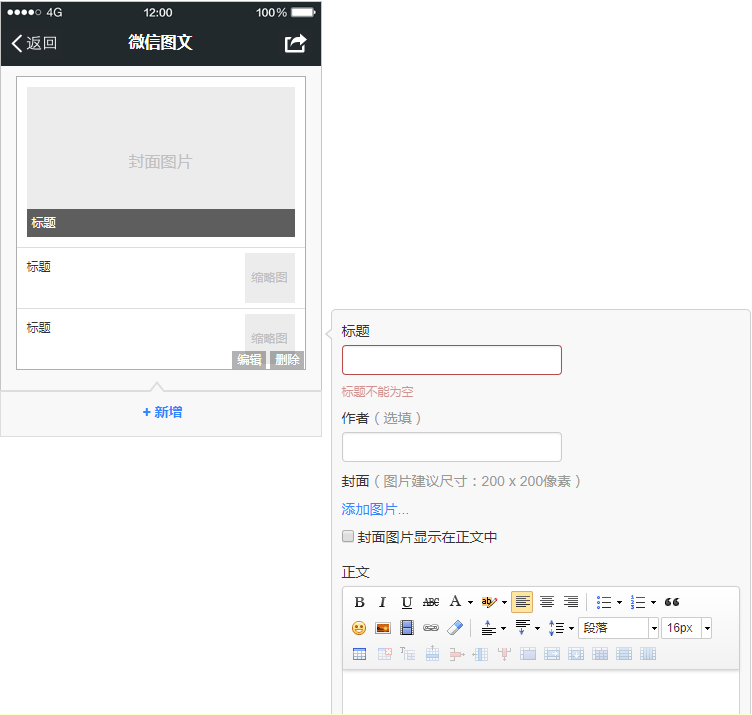 4G 12:00 100%
返回 微信图文
封面图片
标题
标题 缩略图
标题 缩略图
编辑 删除
+ 新增
标题
标题不能为空
作者（选填）
封面（图片建议尺寸：200 x 200像素）
添加图片...
封面图片显示在正文中
正文
B I U ABC A ab
段落 16px